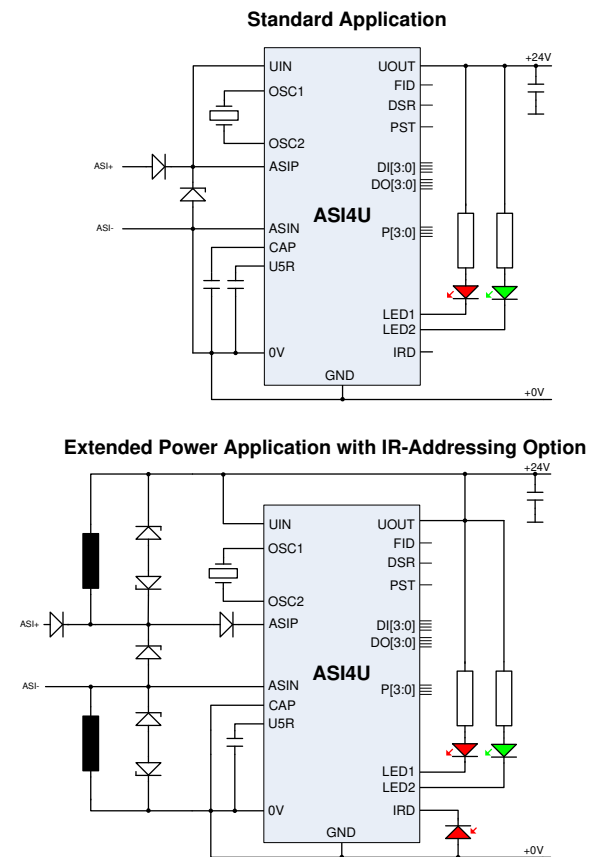 Standard Application
+24V
UIN
UOUT
OSC1
FID
DSR
PST
OSC2
ASI+
ASIP
DI[3:0]
DO[3:0]
ASI4U
ASI-
ASIN
P[3:0]
CAP
U5R
LED1
LED2
0V
IRD
GND
+0V
Extended Power Application with IR-Addressing Option
+24V
UIN
UOUT
OSC1
FID
DSR
PST
OSC2
ASI+
ASIP
DI[3:0]
DO[3:0]
ASI4U
ASI-
ASIN
P[3:0]
CAP
U5R
LED1
LED2
0V
IRD
GND
+0V